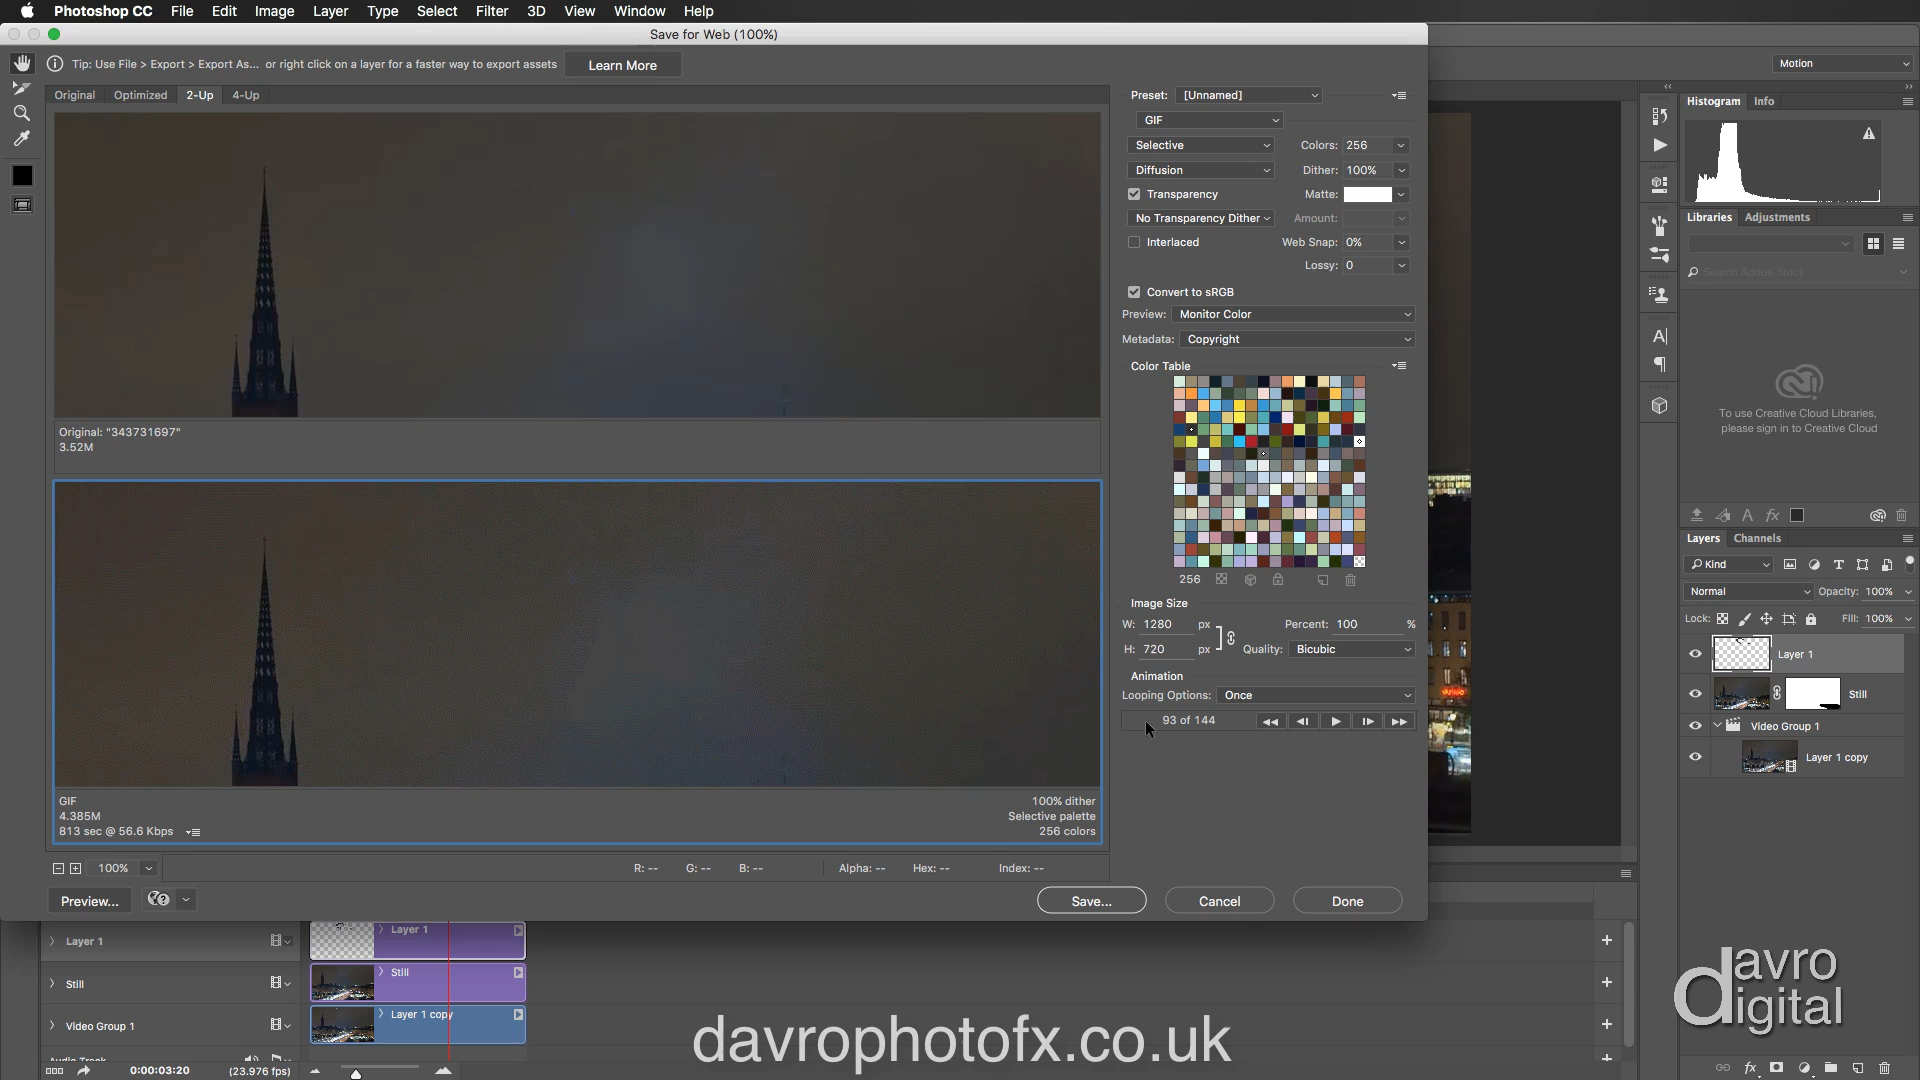 Photoshop CC File Edit Image Layer Type Select Filter 3D View Window Help
Save for Web (100%)
Tip: Use File > Export > Export As... or right click on a layer for a faster way to export assets
Learn More
Motion
Original Optimized 2-Up 4-Up
Original: "343731697"
3.52M
GIF
4.385M
813 sec @ 56.6 Kbps
100% dither
Selective palette
256 colors
100%
R: -- G: -- B: -- Alpha: -- Hex: -- Index: --
Preview...
Save... Cancel Done
Preset: [Unnamed]
GIF
Selective Colors: 256
Diffusion Dither: 100%
Transparency Matte:
No Transparency Dither Amount:
Interlaced Web Snap: 0%
Lossy: 0
Convert to sRGB
Preview: Monitor Color
Metadata: Copyright
Color Table
256
Image Size
W: 1280 px Percent: 100 %
H: 720 px Quality: Bicubic
Animation
Looping Options: Once
93 of 144
Histogram Info
Libraries Adjustments
Search Adobe Stock
To use Creative Cloud Libraries,
please sign in to Creative Cloud
Layers Channels
Kind
Normal Opacity: 100%
Lock: Fill: 100%
Layer 1
Still
Video Group 1
Layer 1 copy
Layer 1 Layer 1
Still Still
Video Group 1 Layer 1 copy
Audio Track
0:00:03:20 (23.976 fps)
davrophotofx.co.uk
davro
digital